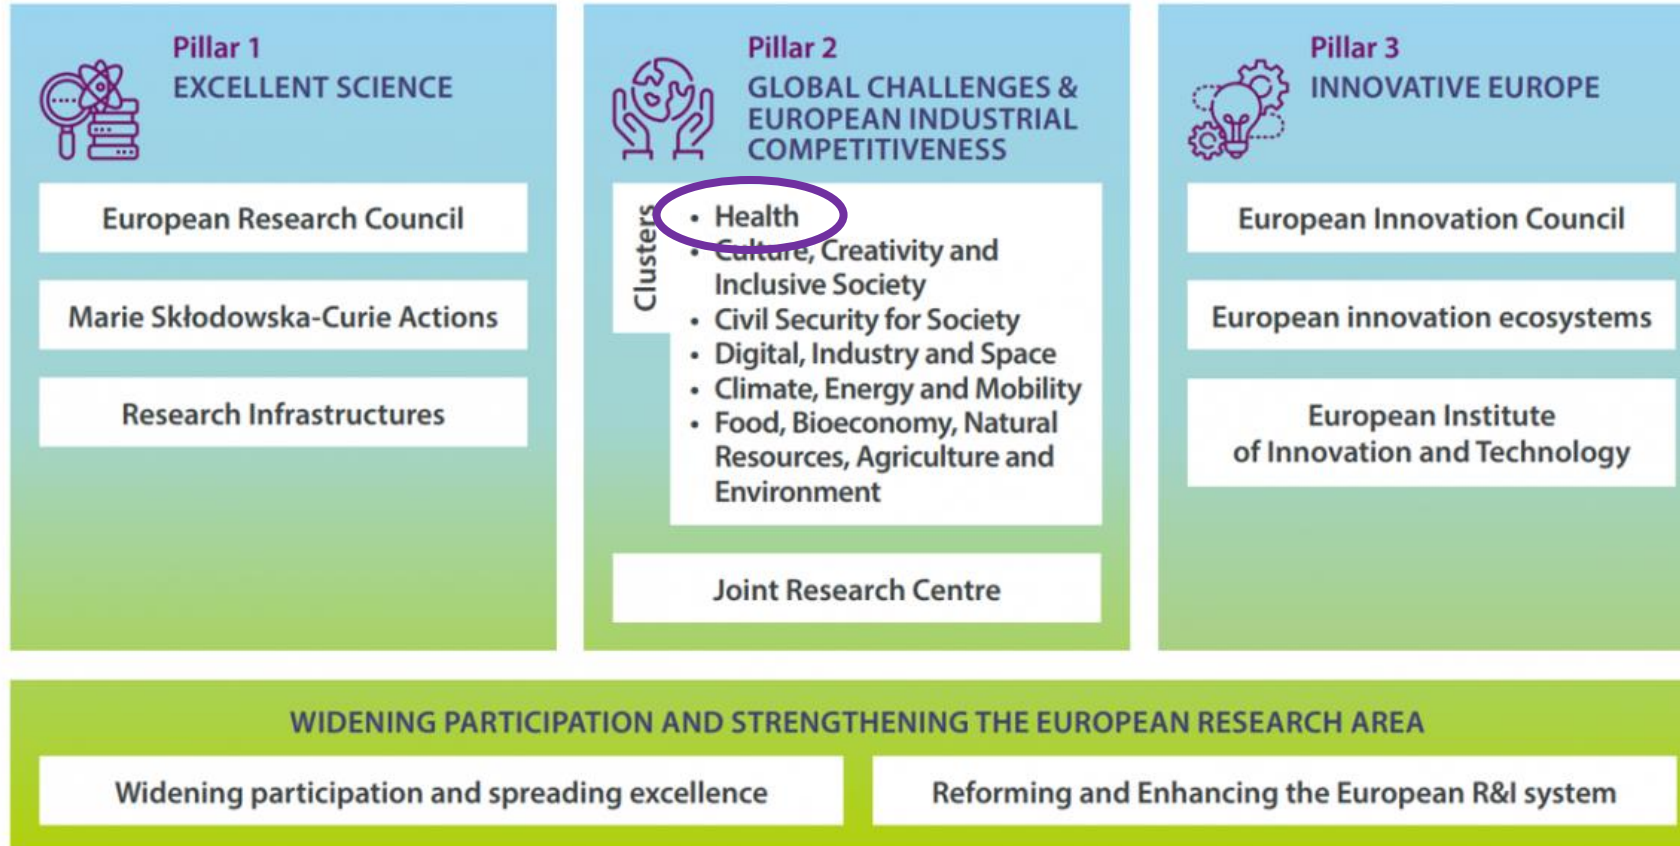 Pillar 1
EXCELLENT SCIENCE
European Research Council
Marie Skłodowska-Curie Actions
Research Infrastructures
Pillar 2
GLOBAL CHALLENGES &
EUROPEAN INDUSTRIAL
COMPETITIVENESS
Clusters
• Health
• Culture, Creativity and
Inclusive Society
• Civil Security for Society
• Digital, Industry and Space
• Climate, Energy and Mobility
• Food, Bioeconomy, Natural
Resources, Agriculture and
Environment
Joint Research Centre
Pillar 3
INNOVATIVE EUROPE
European Innovation Council
European innovation ecosystems
European Institute
of Innovation and Technology
WIDENING PARTICIPATION AND STRENGTHENING THE EUROPEAN RESEARCH AREA
Widening participation and spreading excellence
Reforming and Enhancing the European R&I system